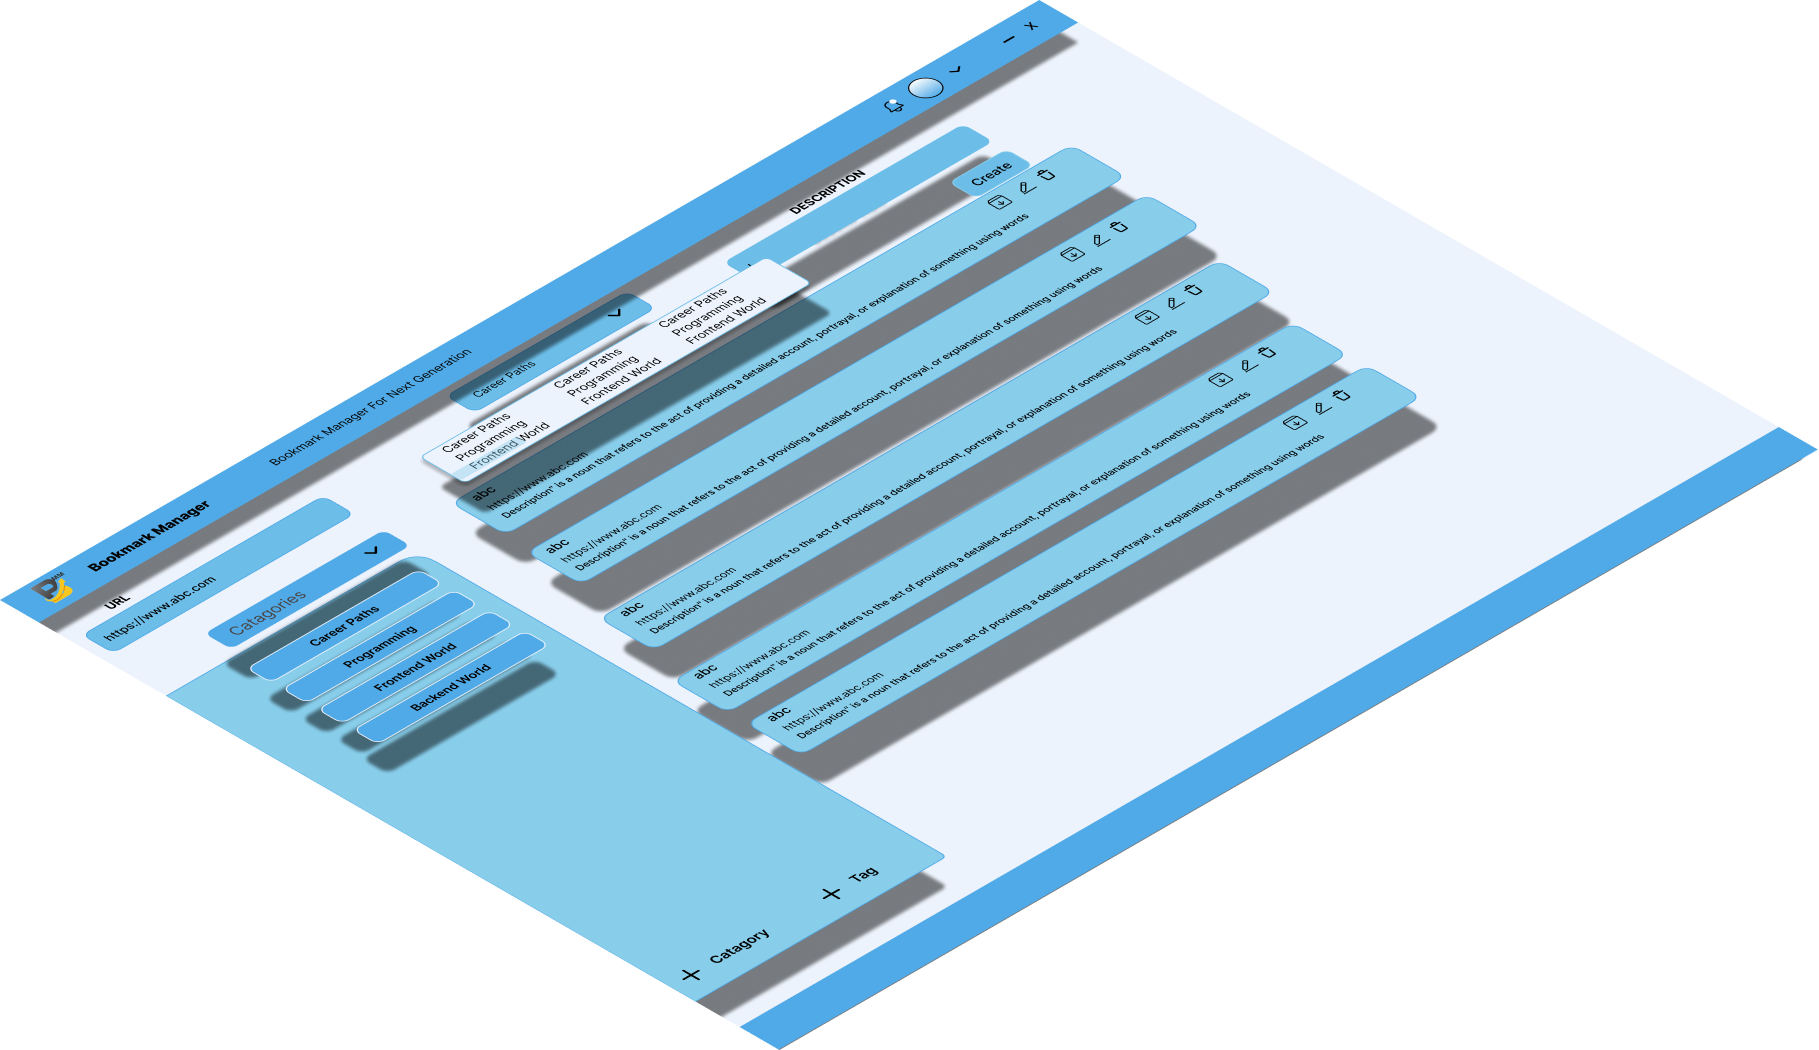 Bookmark Manager
Bookmark Manager For Next Generation
URL
https://www.abc.com
Career Paths
DESCRIPTION
Create
Catagories
Career Paths
Programming
Frontend World
Backend World
Career Paths
Programming
Frontend World
Career Paths
Programming
Frontend World
Career Paths
Programming
Frontend World
abc
https://www.abc.com
Description" is a noun that refers to the act of providing a detailed account, portrayal, or explanation of something using words
abc
https://www.abc.com
Description" is a noun that refers to the act of providing a detailed account, portrayal, or explanation of something using words
abc
https://www.abc.com
Description" is a noun that refers to the act of providing a detailed account, portrayal, or explanation of something using words
abc
https://www.abc.com
Description" is a noun that refers to the act of providing a detailed account, portrayal, or explanation of something using words
abc
https://www.abc.com
Description" is a noun that refers to the act of providing a detailed account, portrayal, or explanation of something using words
Catagory
Tag